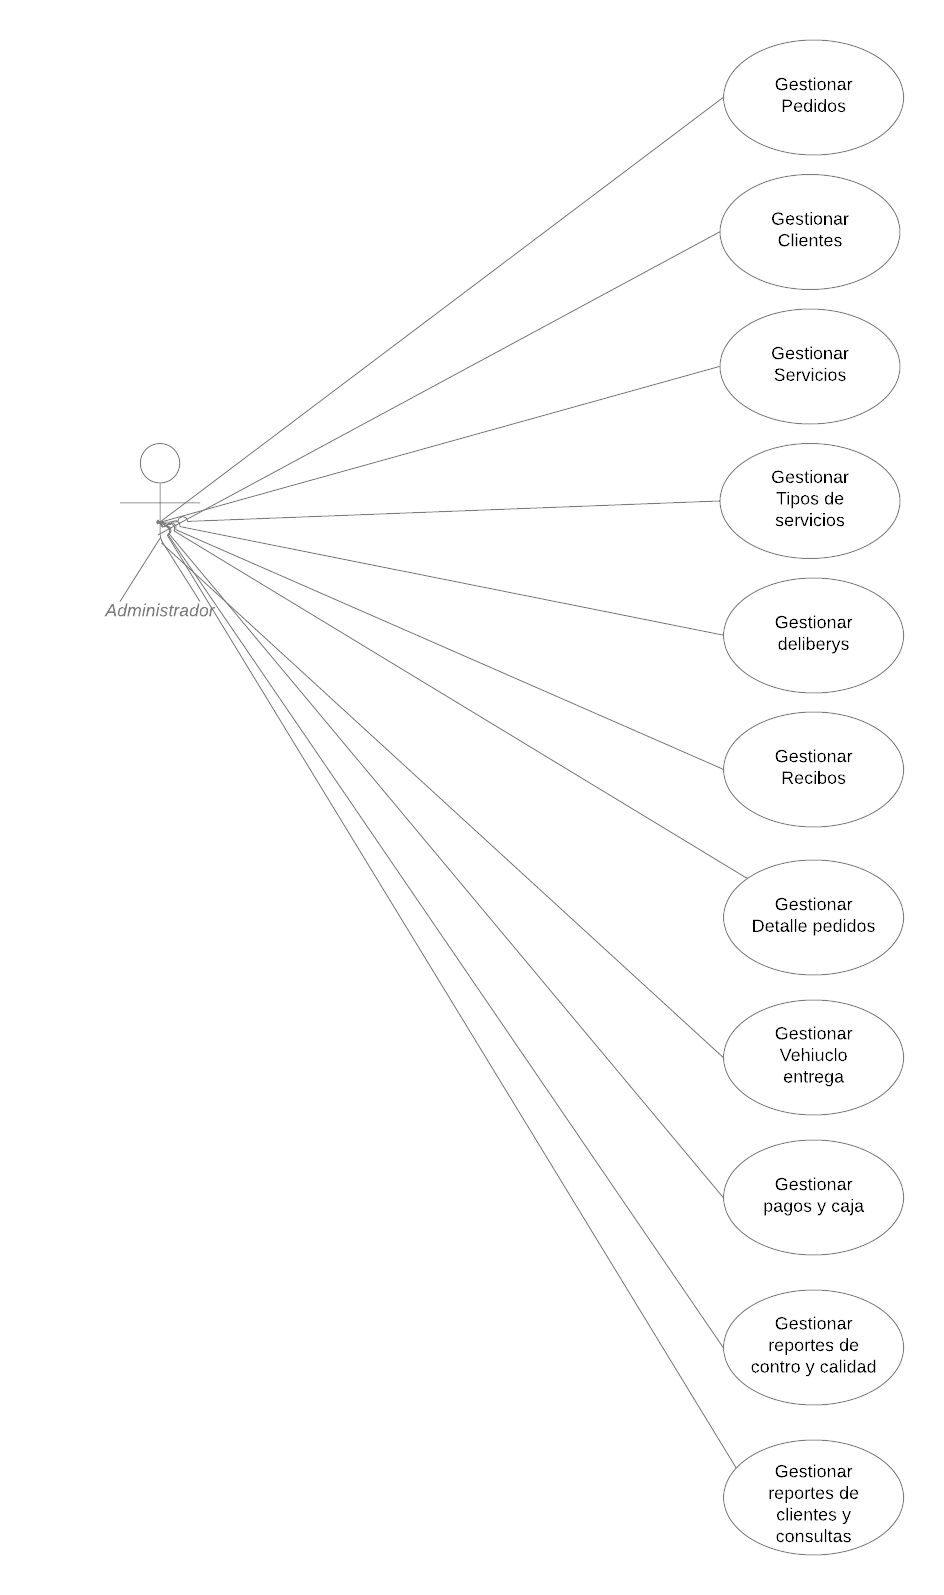 Gestionar
Pedidos
Gestionar
Clientes
Gestionar
Servicios
Gestionar
Tipos de
servicios
Administrador
Gestionar
deliberys
Gestionar
Recibos
Gestionar
Detalle pedidos
Gestionar
Vehiuclo
entrega
Gestionar
pagos y caja
Gestionar
reportes de
contro y calidad
Gestionar
reportes de
clientes y
consultas